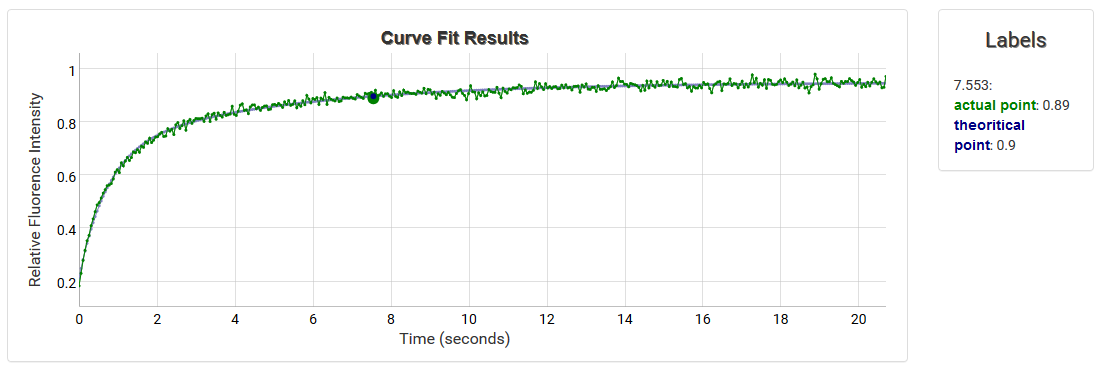 Curve Fit Results
Relative Fluorence Intensity
1
0.8
0.6
0.4
0.2
0 2 4 6 8 10 12 14 16 18 20
Time (seconds)
Labels
7.553:
actual point: 0.89
theoritical
point: 0.9